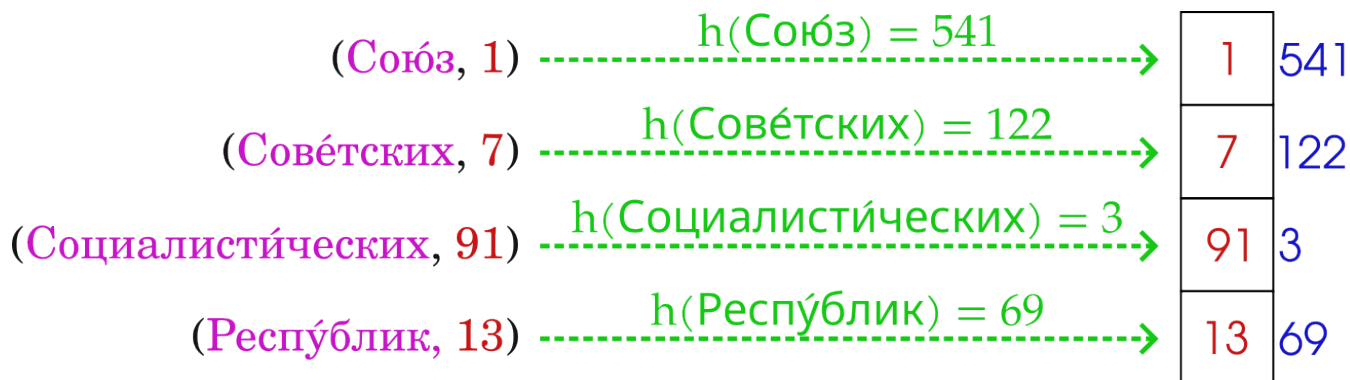 (Сою́з, 1) h(Сою́з) = 541 1 541
(Сове́тских, 7) h(Сове́тских) = 122 7 122
(Социалисти́ческих, 91) h(Социалисти́ческих) = 3 91 3
(Респу́блик, 13) h(Респу́блик) = 69 13 69